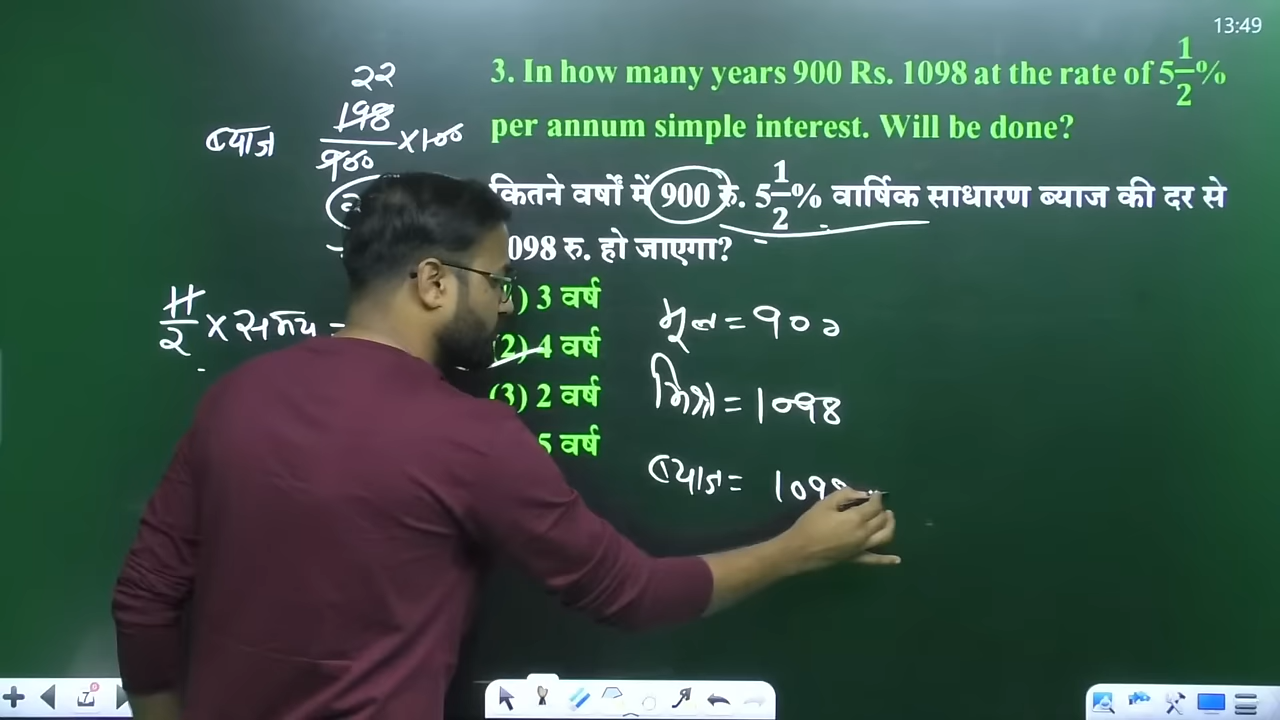 13:49
3. In how many years 900 Rs. 1098 at the rate of 5 1/2 %
per annum simple interest. Will be done?
कितने वर्षों में 900 रु. 5 1/2 % वार्षिक साधारण ब्याज की दर से
098 रु. हो जाएगा?
) 3 वर्ष
(2) 4 वर्ष
(3) 2 वर्ष
5 वर्ष
22
ब्याज 198/900 ×100
11/2 × समय =
मूल = 900
मिश्र = 1098
ब्याज = 1098